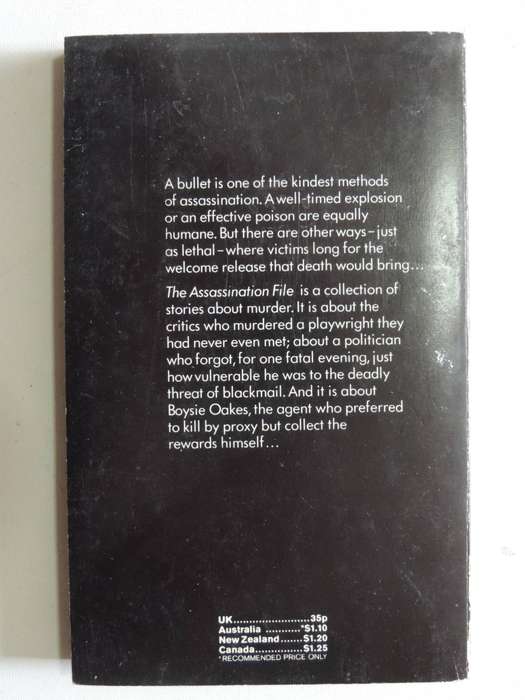 A bullet is one of the kindest methods
of assassination. A well-timed explosion
or an effective poison are equally
humane. But there are other ways – just
as lethal – where victims long for the
welcome release that death would bring...
The Assassination File is a collection of
stories about murder. It is about the
critics who murdered a playwright they
had never even met; about a politician
who forgot, for one fatal evening, just
how vulnerable he was to the deadly
threat of blackmail. And it is about
Boysie Oakes, the agent who preferred
to kill by proxy but collect the
rewards himself...
UK........................35p
Australia ...........*$1.10
New Zealand.......$1.20
Canada...............$1.25
*RECOMMENDED PRICE ONLY